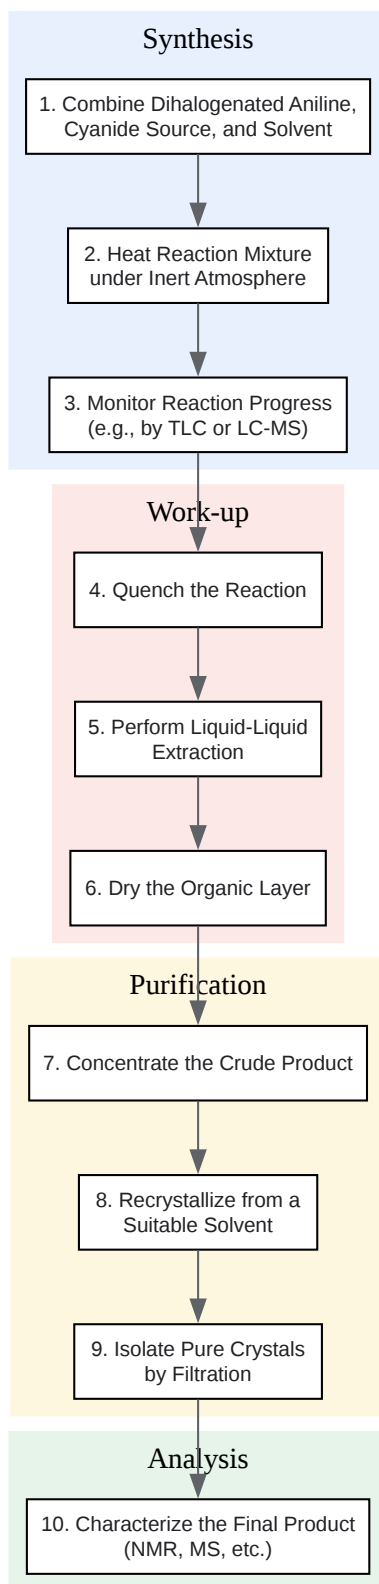 Synthesis
1. Combine Dihalogenated Aniline,
Cyanide Source, and Solvent
2. Heat Reaction Mixture
under Inert Atmosphere
3. Monitor Reaction Progress
(e.g., by TLC or LC-MS)
Work-up
4. Quench the Reaction
5. Perform Liquid-Liquid
Extraction
6. Dry the Organic Layer
Purification
7. Concentrate the Crude Product
8. Recrystallize from a
Suitable Solvent
9. Isolate Pure Crystals
by Filtration
Analysis
10. Characterize the Final Product
(NMR, MS, etc.)